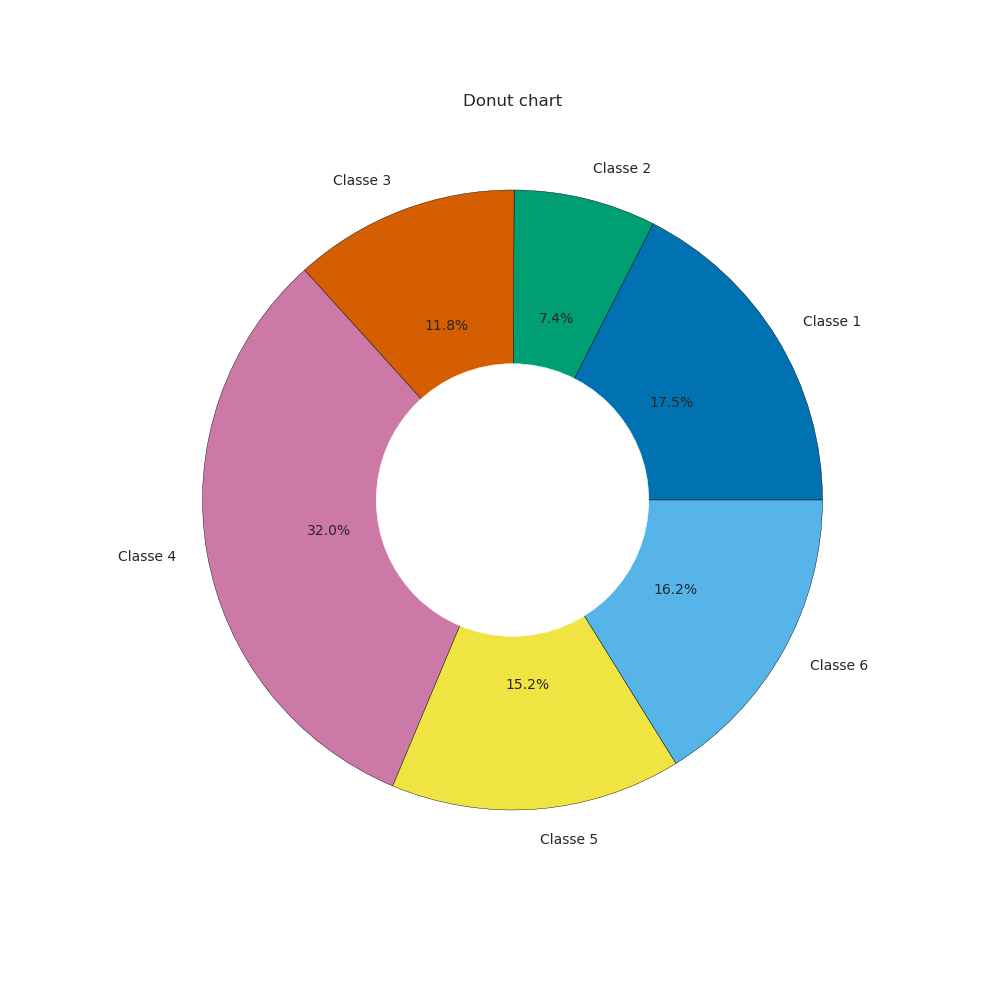 Donut chart
Classe 2
Classe 3
Classe 1
7.4%
11.8%
17.5%
32.0%
Classe 4
16.2%
Classe 6
15.2%
Classe 5